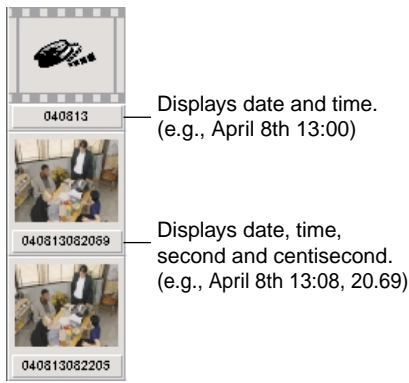 040813
Displays date and time.
(e.g., April 8th 13:00)
040813082069
Displays date, time,
second and centisecond.
(e.g., April 8th 13:08, 20.69)
040813082205